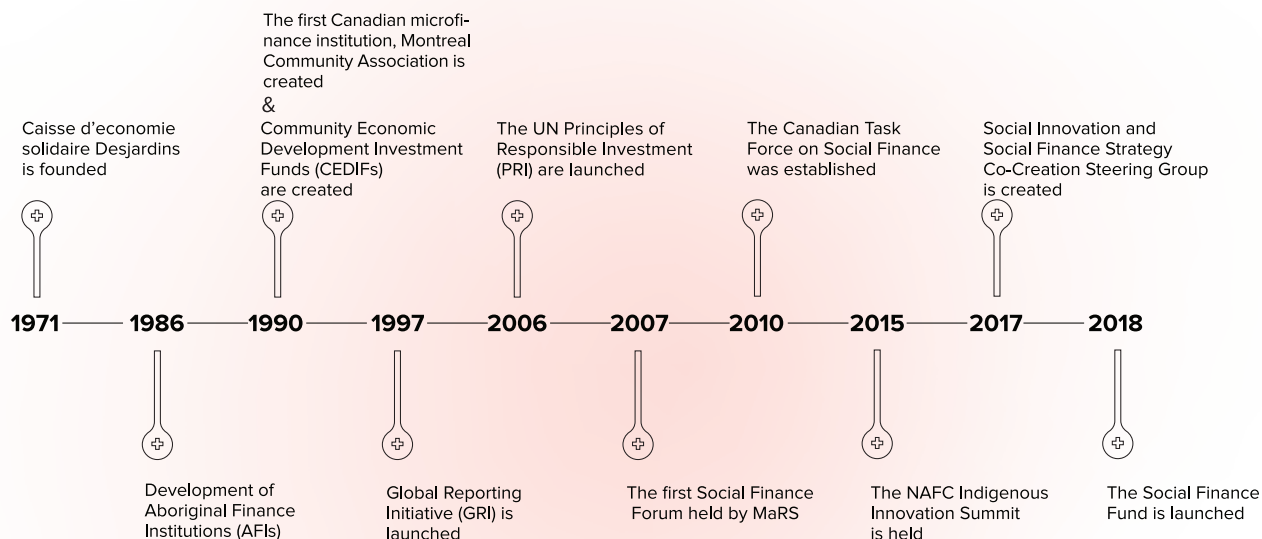 The first Canadian microfi-
nance institution, Montreal
Community Association is
created
&
Community Economic
Development Investment
Funds (CEDIFs)
are created
Caisse d'economie
solidaire Desjardins
is founded
The UN Principles of
Responsible Investment
(PRI) are launched
The Canadian Task
Force on Social Finance
was established
Social Innovation and
Social Finance Strategy
Co-Creation Steering Group
is created
1971 1986 1990 1997 2006 2007 2010 2015 2017 2018
Development of
Aboriginal Finance
Institutions (AFIs)
Global Reporting
Initiative (GRI) is
launched
The first Social Finance
Forum held by MaRS
The NAFC Indigenous
Innovation Summit
is held
The Social Finance
Fund is launched